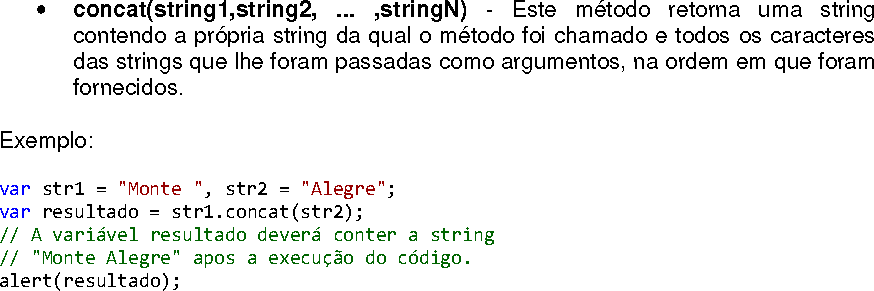 • concat(string1,string2, ... ,stringN) - Este método retorna uma string
contendo a própria string da qual o método foi chamado e todos os caracteres
das strings que lhe foram passadas como argumentos, na ordem em que foram
fornecidos.
Exemplo:
var str1 = "Monte ", str2 = "Alegre";
var resultado = str1.concat(str2);
// A variável resultado deverá conter a string
// "Monte Alegre" apos a execução do código.
alert(resultado);